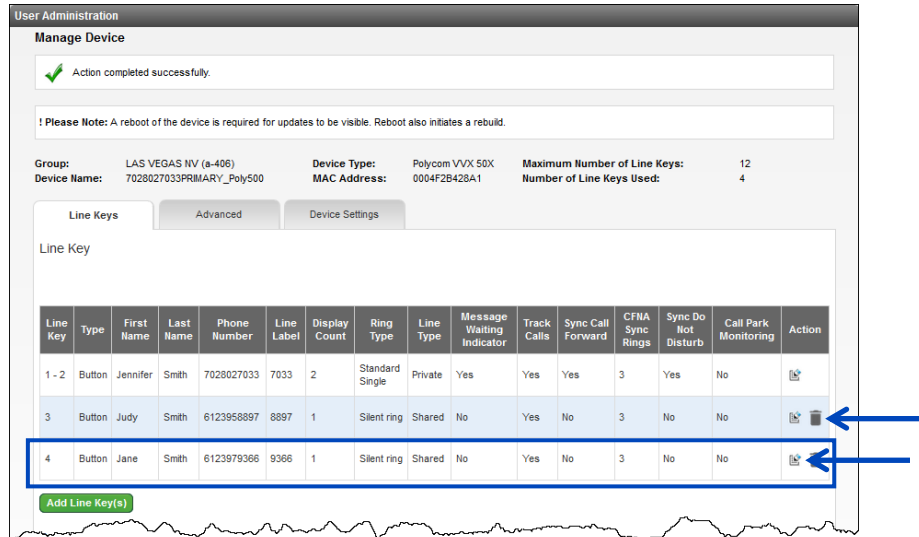 User Administration
Manage Device
Action completed successfully.
! Please Note: A reboot of the device is required for updates to be visible. Reboot also initiates a rebuild.
Group: LAS VEGAS NV (a-406) Device Type: Polycom VVX 50X Maximum Number of Line Keys: 12
Device Name: 7028027033PRIMARY_Poly500 MAC Address: 0004F2B428A1 Number of Line Keys Used: 4
Line Keys Advanced Device Settings
Line Key
Line Key Type First Name Last Name Phone Number Line Label Display Count Ring Type Line Type Message Waiting Indicator Track Calls Sync Call Forward CFNA Sync Rings Sync Do Not Disturb Call Park Monitoring Action
1 - 2 Button Jennifer Smith 7028027033 7033 2 Standard Single Private Yes Yes Yes 3 Yes No
3 Button Judy Smith 6123958897 8897 1 Silent ring Shared No Yes No 3 No No
4 Button Jane Smith 6123979366 9366 1 Silent ring Shared No Yes No 3 No No
Add Line Key(s)